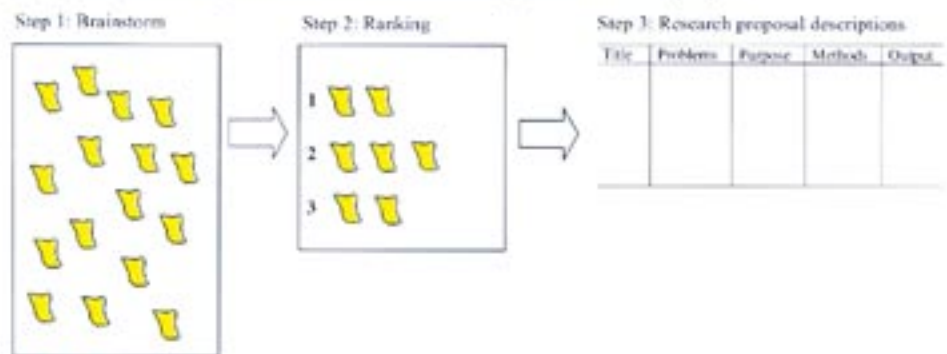 Step 1: Brainstorm
Step 2: Ranking
1
2
3
Step 3: Research proposal descriptions
Title Problems Purpose Methods Output